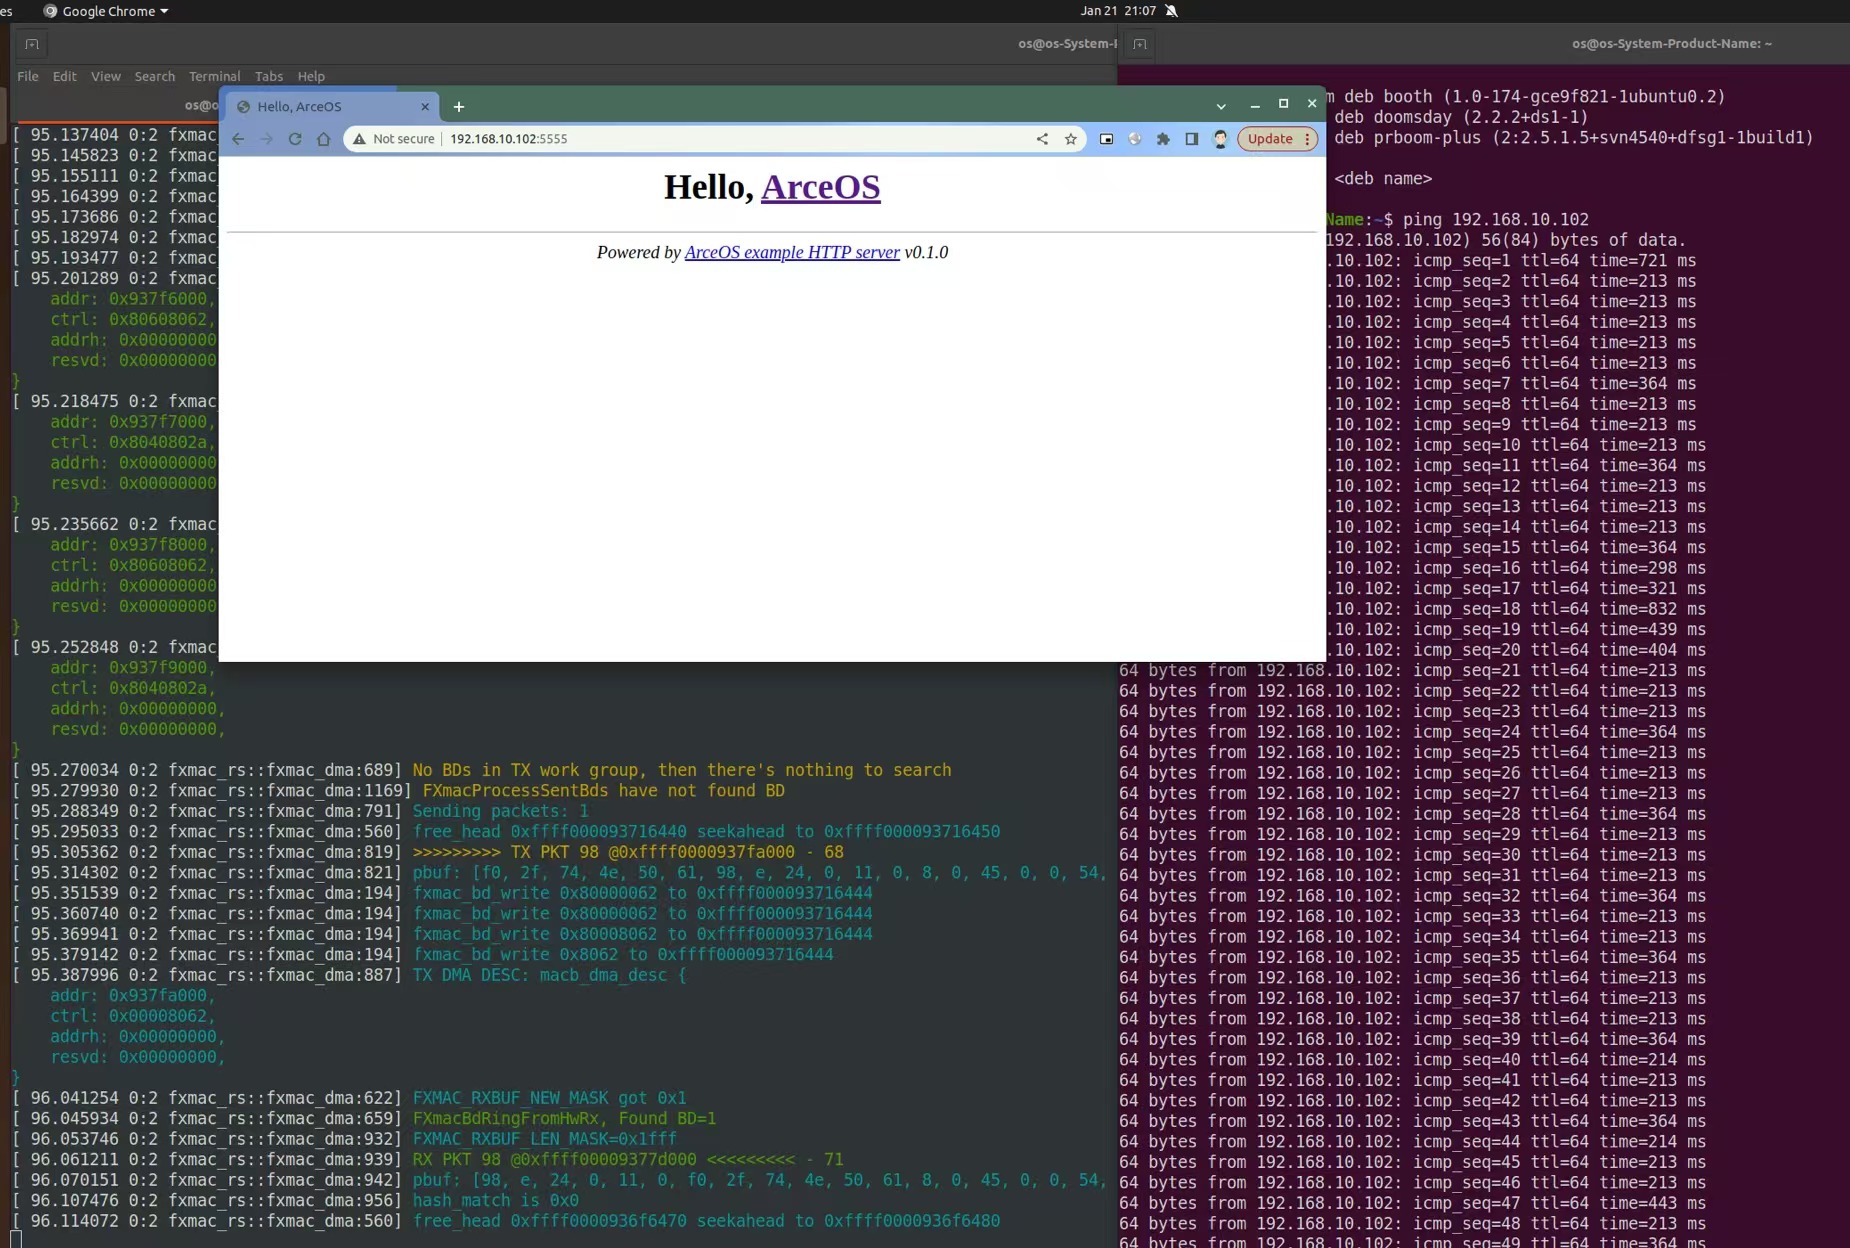 es Google Chrome Jan 21 21:07
os@os-System-P
os@os-System-Product-Name: ~
File Edit View Search Terminal Tabs Help
os@o
Hello, ArceOS
Not secure 192.168.10.102:5555 Update
Hello, ArceOS
Powered by ArceOS example HTTP server v0.1.0
[ 95.137404 0:2 fxmac
[ 95.145823 0:2 fxmac
[ 95.155111 0:2 fxmac
[ 95.164399 0:2 fxmac
[ 95.173686 0:2 fxmac
[ 95.182974 0:2 fxmac
[ 95.193477 0:2 fxmac
[ 95.201289 0:2 fxmac
addr: 0x937f6000,
ctrl: 0x80608062,
addrh: 0x00000000
resvd: 0x00000000
}
[ 95.218475 0:2 fxmac
addr: 0x937f7000,
ctrl: 0x8040802a,
addrh: 0x00000000
resvd: 0x00000000
}
[ 95.235662 0:2 fxmac
addr: 0x937f8000,
ctrl: 0x80608062,
addrh: 0x00000000
resvd: 0x00000000
}
[ 95.252848 0:2 fxmac
addr: 0x937f9000,
ctrl: 0x8040802a,
addrh: 0x00000000,
resvd: 0x00000000,
}
[ 95.270034 0:2 fxmac_rs::fxmac_dma:689] No BDs in TX work group, then there's nothing to search
[ 95.279930 0:2 fxmac_rs::fxmac_dma:1169] FXmacProcessSentBds have not found BD
[ 95.288349 0:2 fxmac_rs::fxmac_dma:791] Sending packets: 1
[ 95.295033 0:2 fxmac_rs::fxmac_dma:560] free_head 0xffff000093716440 seekahead to 0xffff000093716450
[ 95.305362 0:2 fxmac_rs::fxmac_dma:819] >>>>>>>>> TX PKT 98 @0xffff0000937fa000 - 68
[ 95.314302 0:2 fxmac_rs::fxmac_dma:821] pbuf: [f0, 2f, 74, 4e, 50, 61, 98, e, 24, 0, 11, 0, 8, 0, 45, 0, 0, 54,
[ 95.351539 0:2 fxmac_rs::fxmac_dma:194] fxmac_bd_write 0x80000062 to 0xffff000093716444
[ 95.360740 0:2 fxmac_rs::fxmac_dma:194] fxmac_bd_write 0x80000062 to 0xffff000093716444
[ 95.369941 0:2 fxmac_rs::fxmac_dma:194] fxmac_bd_write 0x80008062 to 0xffff000093716444
[ 95.379142 0:2 fxmac_rs::fxmac_dma:194] fxmac_bd_write 0x8062 to 0xffff000093716444
[ 95.387996 0:2 fxmac_rs::fxmac_dma:887] TX DMA DESC: macb_dma_desc {
addr: 0x937fa000,
ctrl: 0x00008062,
addrh: 0x00000000,
resvd: 0x00000000,
}
[ 96.041254 0:2 fxmac_rs::fxmac_dma:622] FXMAC_RXBUF_NEW_MASK got 0x1
[ 96.045934 0:2 fxmac_rs::fxmac_dma:659] FXmacBdRingFromHwRx, Found BD=1
[ 96.053746 0:2 fxmac_rs::fxmac_dma:932] FXMAC_RXBUF_LEN_MASK=0x1fff
[ 96.061211 0:2 fxmac_rs::fxmac_dma:939] RX PKT 98 @0xffff00009377d000 <<<<<<<<< - 71
[ 96.070151 0:2 fxmac_rs::fxmac_dma:942] pbuf: [98, e, 24, 0, 11, 0, f0, 2f, 74, 4e, 50, 61, 8, 0, 45, 0, 0, 54,
[ 96.107476 0:2 fxmac_rs::fxmac_dma:956] hash_match is 0x0
[ 96.114072 0:2 fxmac_rs::fxmac_dma:560] free_head 0xffff0000936f6470 seekahead to 0xffff0000936f6480
m deb booth (1.0-174-gce9f821-1ubuntu0.2)
deb doomsday (2.2.2+ds1-1)
deb prboom-plus (2:2.5.1.5+svn4540+dfsg1-1build1)
<deb name>
Name:~$ ping 192.168.10.102
192.168.10.102) 56(84) bytes of data.
.10.102: icmp_seq=1 ttl=64 time=721 ms
.10.102: icmp_seq=2 ttl=64 time=213 ms
.10.102: icmp_seq=3 ttl=64 time=213 ms
.10.102: icmp_seq=4 ttl=64 time=213 ms
.10.102: icmp_seq=5 ttl=64 time=213 ms
.10.102: icmp_seq=6 ttl=64 time=213 ms
.10.102: icmp_seq=7 ttl=64 time=364 ms
.10.102: icmp_seq=8 ttl=64 time=213 ms
.10.102: icmp_seq=9 ttl=64 time=213 ms
.10.102: icmp_seq=10 ttl=64 time=213 ms
.10.102: icmp_seq=11 ttl=64 time=364 ms
.10.102: icmp_seq=12 ttl=64 time=213 ms
.10.102: icmp_seq=13 ttl=64 time=213 ms
.10.102: icmp_seq=14 ttl=64 time=213 ms
.10.102: icmp_seq=15 ttl=64 time=364 ms
.10.102: icmp_seq=16 ttl=64 time=298 ms
.10.102: icmp_seq=17 ttl=64 time=321 ms
.10.102: icmp_seq=18 ttl=64 time=832 ms
.10.102: icmp_seq=19 ttl=64 time=439 ms
.10.102: icmp_seq=20 ttl=64 time=404 ms
64 bytes from 192.168.10.102: icmp_seq=21 ttl=64 time=213 ms
64 bytes from 192.168.10.102: icmp_seq=22 ttl=64 time=213 ms
64 bytes from 192.168.10.102: icmp_seq=23 ttl=64 time=213 ms
64 bytes from 192.168.10.102: icmp_seq=24 ttl=64 time=364 ms
64 bytes from 192.168.10.102: icmp_seq=25 ttl=64 time=213 ms
64 bytes from 192.168.10.102: icmp_seq=26 ttl=64 time=213 ms
64 bytes from 192.168.10.102: icmp_seq=27 ttl=64 time=213 ms
64 bytes from 192.168.10.102: icmp_seq=28 ttl=64 time=364 ms
64 bytes from 192.168.10.102: icmp_seq=29 ttl=64 time=213 ms
64 bytes from 192.168.10.102: icmp_seq=30 ttl=64 time=213 ms
64 bytes from 192.168.10.102: icmp_seq=31 ttl=64 time=213 ms
64 bytes from 192.168.10.102: icmp_seq=32 ttl=64 time=364 ms
64 bytes from 192.168.10.102: icmp_seq=33 ttl=64 time=213 ms
64 bytes from 192.168.10.102: icmp_seq=34 ttl=64 time=213 ms
64 bytes from 192.168.10.102: icmp_seq=35 ttl=64 time=364 ms
64 bytes from 192.168.10.102: icmp_seq=36 ttl=64 time=213 ms
64 bytes from 192.168.10.102: icmp_seq=37 ttl=64 time=213 ms
64 bytes from 192.168.10.102: icmp_seq=38 ttl=64 time=213 ms
64 bytes from 192.168.10.102: icmp_seq=39 ttl=64 time=364 ms
64 bytes from 192.168.10.102: icmp_seq=40 ttl=64 time=214 ms
64 bytes from 192.168.10.102: icmp_seq=41 ttl=64 time=213 ms
64 bytes from 192.168.10.102: icmp_seq=42 ttl=64 time=213 ms
64 bytes from 192.168.10.102: icmp_seq=43 ttl=64 time=364 ms
64 bytes from 192.168.10.102: icmp_seq=44 ttl=64 time=214 ms
64 bytes from 192.168.10.102: icmp_seq=45 ttl=64 time=213 ms
64 bytes from 192.168.10.102: icmp_seq=46 ttl=64 time=213 ms
64 bytes from 192.168.10.102: icmp_seq=47 ttl=64 time=443 ms
64 bytes from 192.168.10.102: icmp_seq=48 ttl=64 time=213 ms
64 bytes from 192.168.10.102: icmp_seq=49 ttl=64 time=364 ms